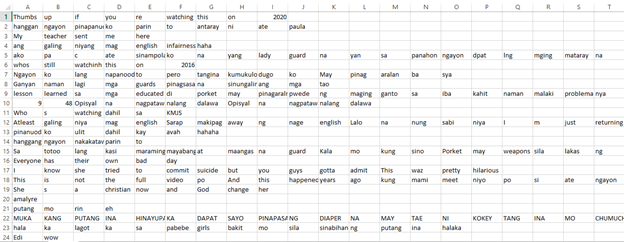 A B C D E F G H I J K L M N O P Q R S T
1 Thumbs up if you re watching this on 2020
2 hanggan ngayon pinapanu ko parin to antaray ni ate paula
3 My teacher sent me here
4 ang galing niyang mag english fairness haha
5 ako pa c ate sinampolan ko na yang lady guard na yan sa panahon ngayon dpat lng mging mataray na
6 whos still watchinh this on 2016
7 Ngayon ko lang napanood to pero tangina kumukulo dugo ko May pinag aralan ba sya
8 Ganyan naman lagi mga guards pinagsasa na sinungalin ang mga tao
9 lesson learned sa mga educated di porket may pinagaral pwede ng maging ganto sa iba kahit naman malaki problema nya
10 9 48 Opisyal na nagpataw nalang dalawa Opisyal na nagpataw nalang dalawa
11 Who s watching dahil sa KMJS
12 Atleast galing niya mag english Sarap makipag away ng nage english Lalo na nung sabi niya I m just returning
13 pinanuod ko ulit dahil kay avah hahaha
14 hanggang ngayon nakakatav parin to
15 Sa totoo lang kasi maraming mayabang at maangas na guard Kala mo kung sino Porket may weapons sila lakas ng
16 Everyone has their own bad day
17 I know she tried to commit suicide but you guys gotta admit This waz pretty hilarious
18 This is not the full video po And this happened years ago kung mami meet niyo po si ate ngayon
19 She s a christian now and God change her
20 amalyre
21 putang mo rin eh
22 MUKA KANG PUTANG INA HINAYUPA KA DAPAT SAYO PINAPASA NG DIAPER NA MAY TAE NI KOKEY TANG INA MO CHUMUCH
23 hala ka lagot ka sa pabebe girls bakit mo sila sinabihan ng putang ina halaka
24 Edi wow